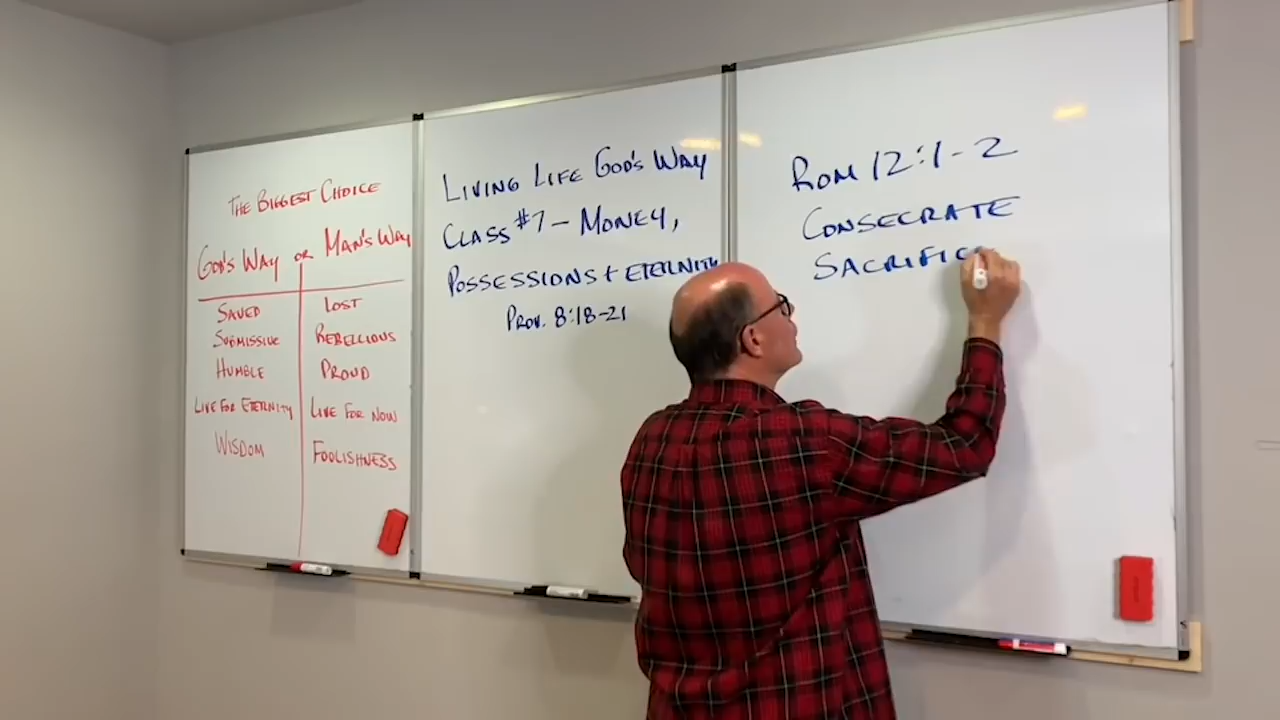 THE BIGGEST CHOICE
GOD'S WAY OR MAN'S WAY
SAVED LOST
SUBMISSIVE REBELLIOUS
HUMBLE PROUD
LIVE FOR ETERNITY LIVE FOR NOW
WISDOM FOOLISHNESS
LIVING LIFE GOD'S WAY
CLASS #7 - MONEY,
POSSESSIONS + ETERNITY
PROV. 8:18-21
ROM 12:1-2
CONSECRATE
SACRIFIC